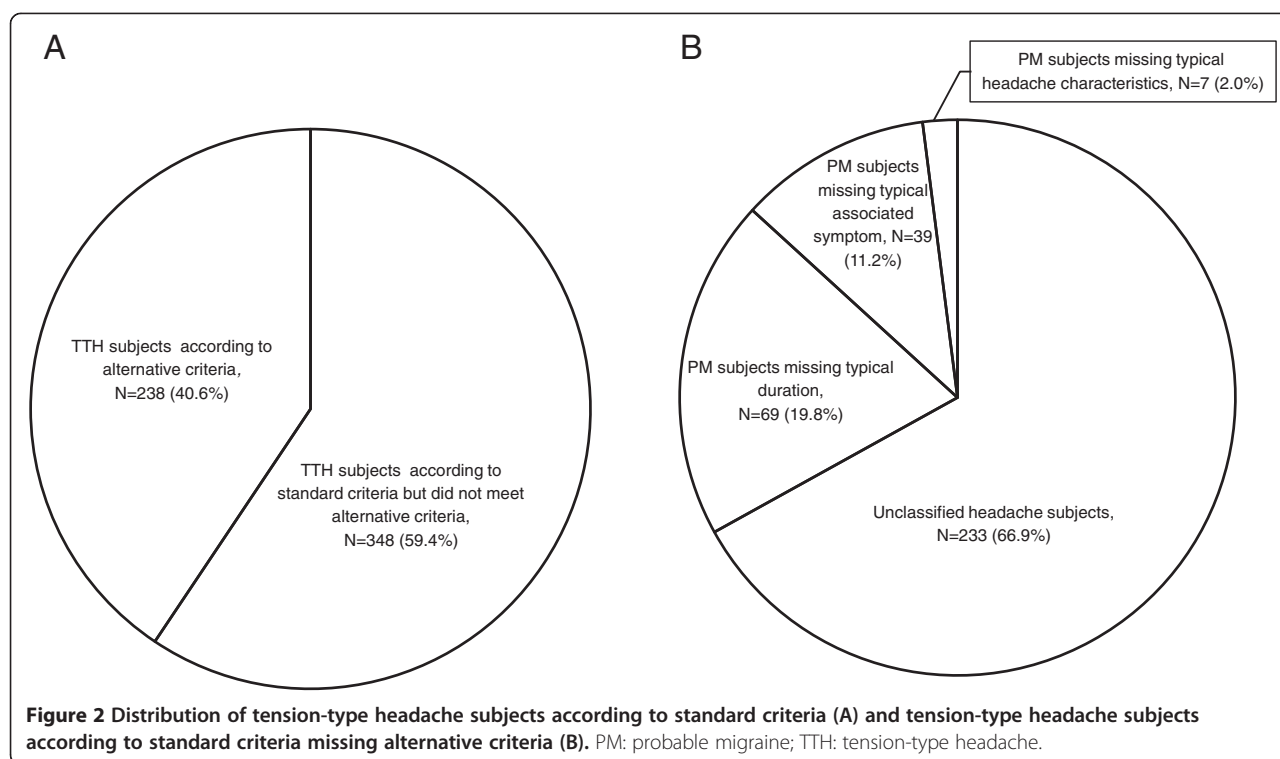 A
B
PM subjects missing typical
headache characteristics, N=7 (2.0%)
PM subjects
missing typical
associated
symptom, N=39
(11.2%)
TTH subjects according to
alternative criteria,
N=238 (40.6%)
PM subjects missing typical
duration,
N=69 (19.8%)
TTH subjects according to
standard criteria but did not meet
alternative criteria,
N=348 (59.4%)
Unclassified headache subjects,
N=233 (66.9%)
Figure 2 Distribution of tension-type headache subjects according to standard criteria (A) and tension-type headache subjects
according to standard criteria missing alternative criteria (B). PM: probable migraine; TTH: tension-type headache.